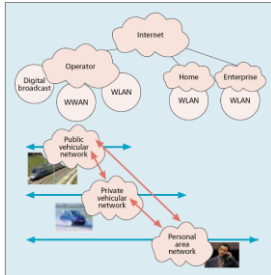 Internet
Operator
Digital
broadcast
WLAN
WWAN
Home
Enterprise
WLAN
WLAN
Public
vehicular
network
Private
vehicular
network
Personal
area network